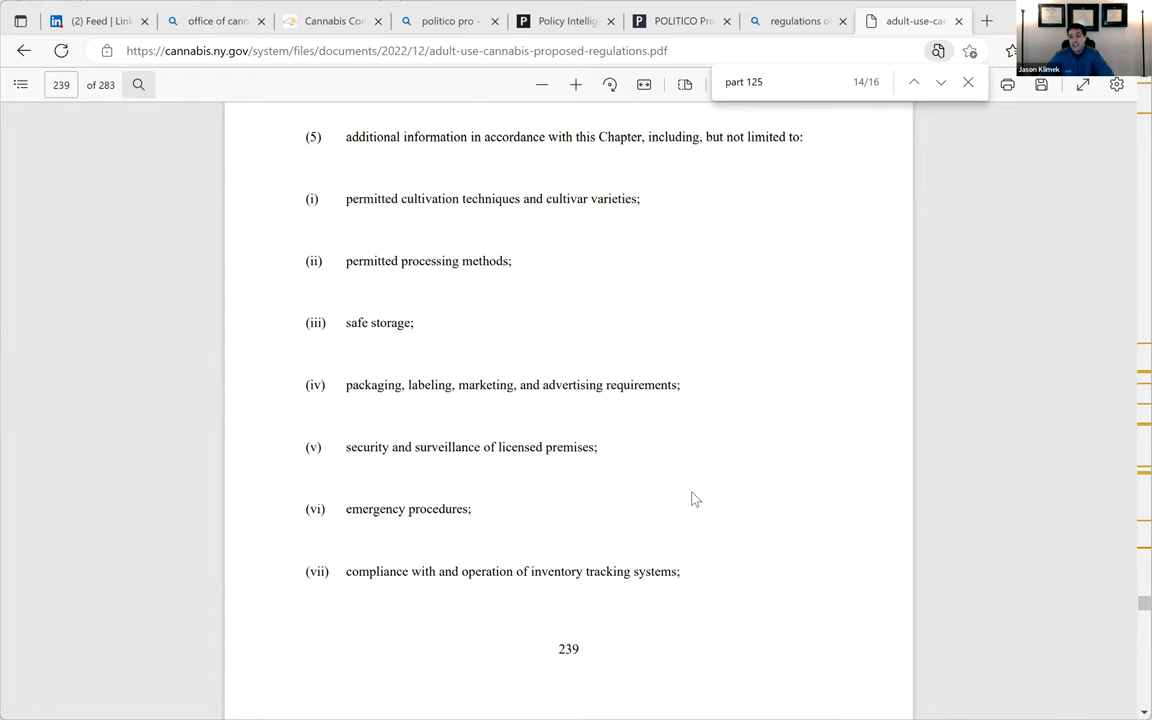 (2) Feed | Link
office of cann
Cannabis Con
politico pro -
Policy Intellig
POLITICO Pro
regulations o
adult-use-can
https://cannabis.ny.gov/system/files/documents/2022/12/adult-use-cannabis-proposed-regulations.pdf
Jason Klimek
239 of 283
part 125 14/16
(5) additional information in accordance with this Chapter, including, but not limited to:
(i) permitted cultivation techniques and cultivar varieties;
(ii) permitted processing methods;
(iii) safe storage;
(iv) packaging, labeling, marketing, and advertising requirements;
(v) security and surveillance of licensed premises;
(vi) emergency procedures;
(vii) compliance with and operation of inventory tracking systems;
239